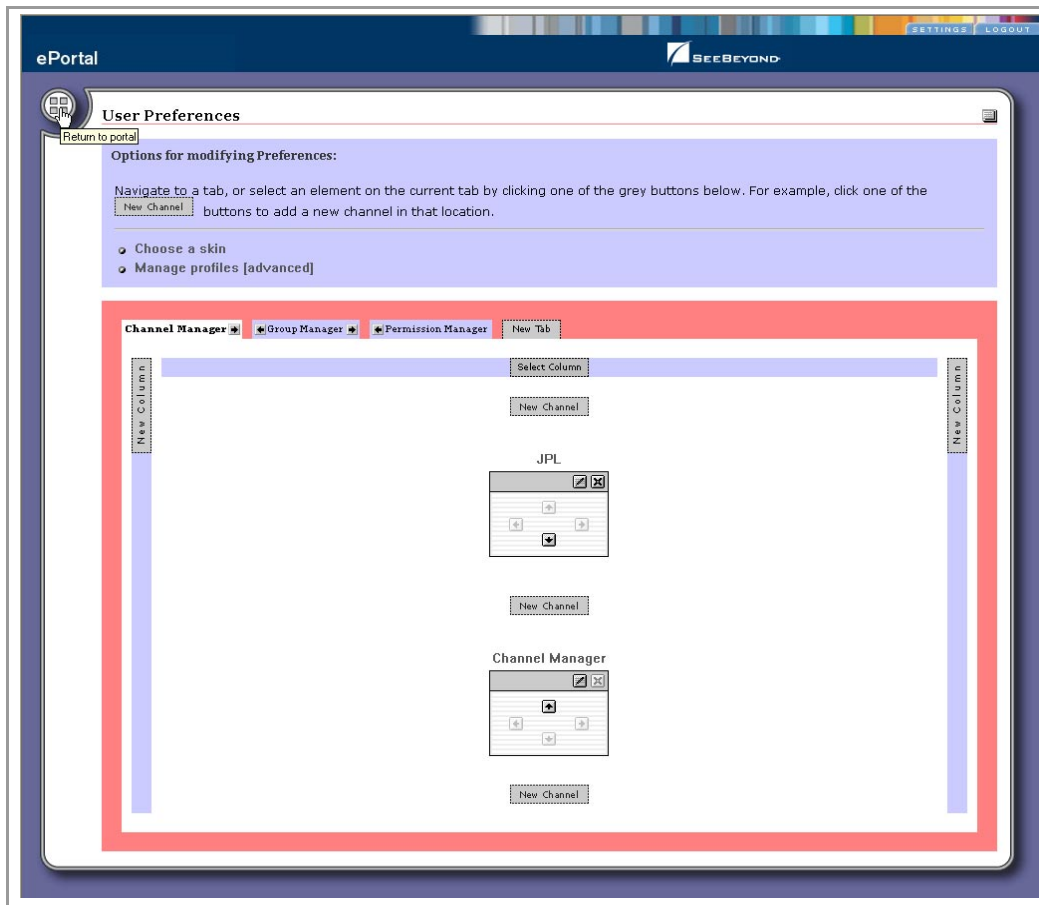 SETTINGS LOGOUT
ePortal
SEEBEYOND
User Preferences
Return to portal
Options for modifying Preferences:
Navigate to a tab, or select an element on the current tab by clicking one of the grey buttons below. For example, click one of the
New Channel buttons to add a new channel in that location.
Choose a skin
Manage profiles [advanced]
Channel Manager Group Manager Permission Manager New Tab
New Column
Select Column
New Column
New Channel
JPL
New Channel
Channel Manager
New Channel